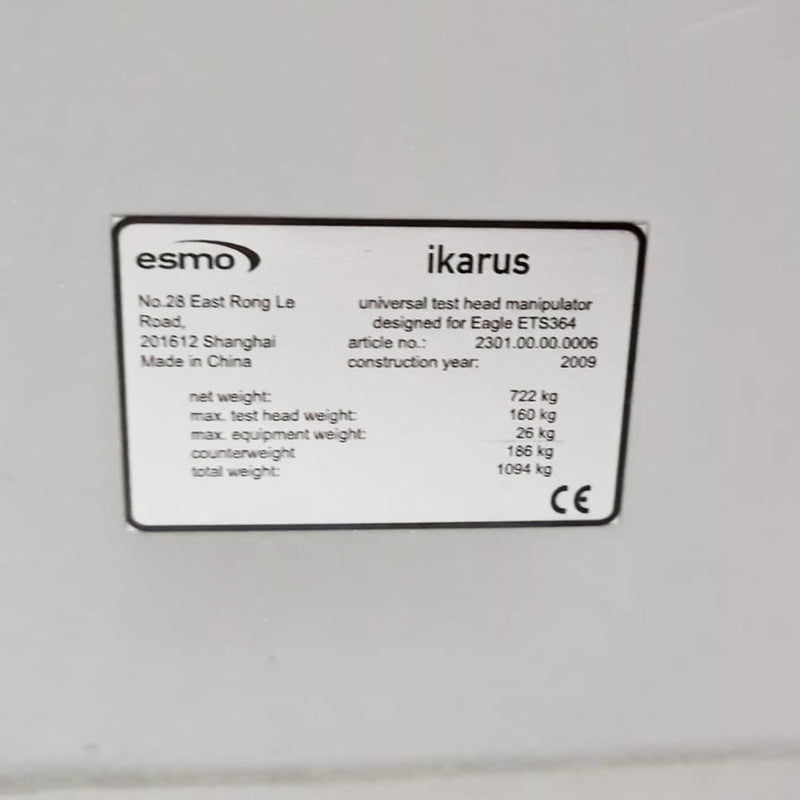 esmo
ikarus
No.28 East Rong Le
Road,
201612 Shanghai
Made in China
universal test head manipulator
designed for Eagle ETS364
article no.: 2301.00.00.0006
construction year: 2009
net weight: 722 kg
max. test head weight: 160 kg
max. equipment weight: 26 kg
counterweight 186 kg
total weight: 1094 kg
CE